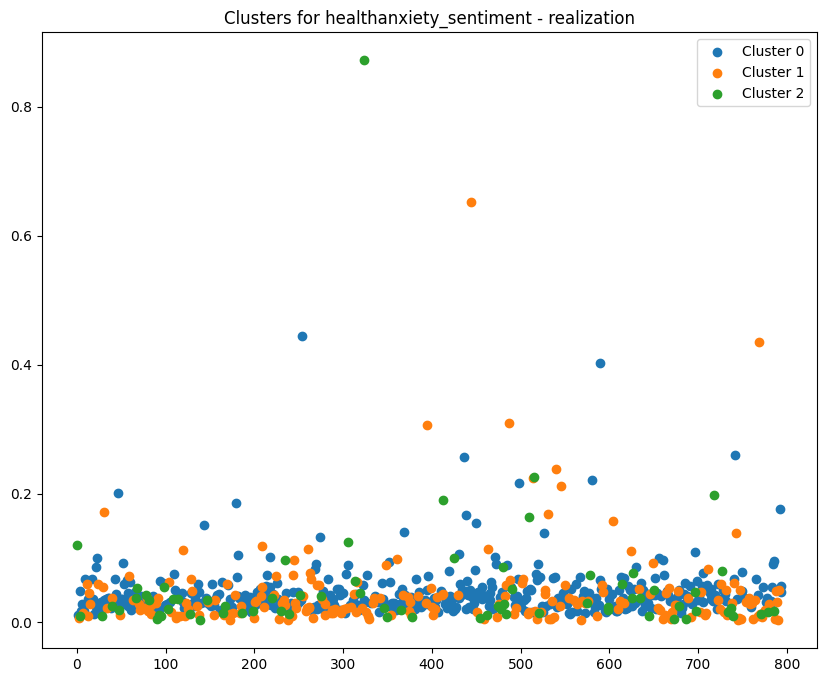 Clusters for healthanxiety_sentiment - realization
Cluster 0
Cluster 1
Cluster 2
0.8
0.6
0.4
0.2
0.0
0 100 200 300 400 500 600 700 800